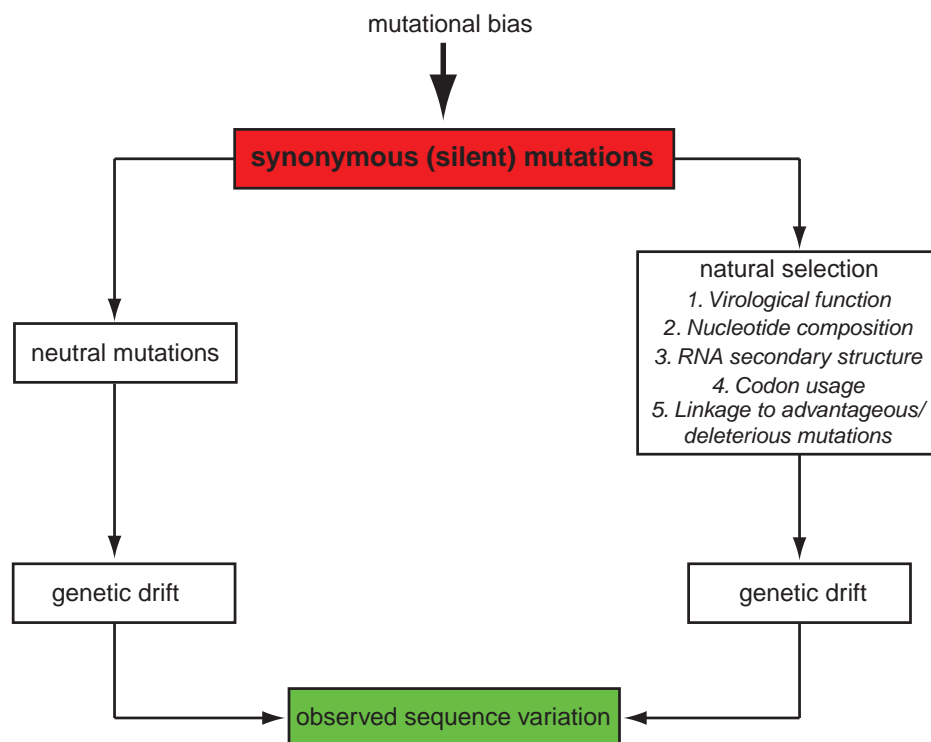 mutational bias
synonymous (silent) mutations
natural selection
1. Virological function
2. Nucleotide composition
3. RNA secondary structure
4. Codon usage
5. Linkage to advantageous/
deleterious mutations
neutral mutations
genetic drift
genetic drift
observed sequence variation